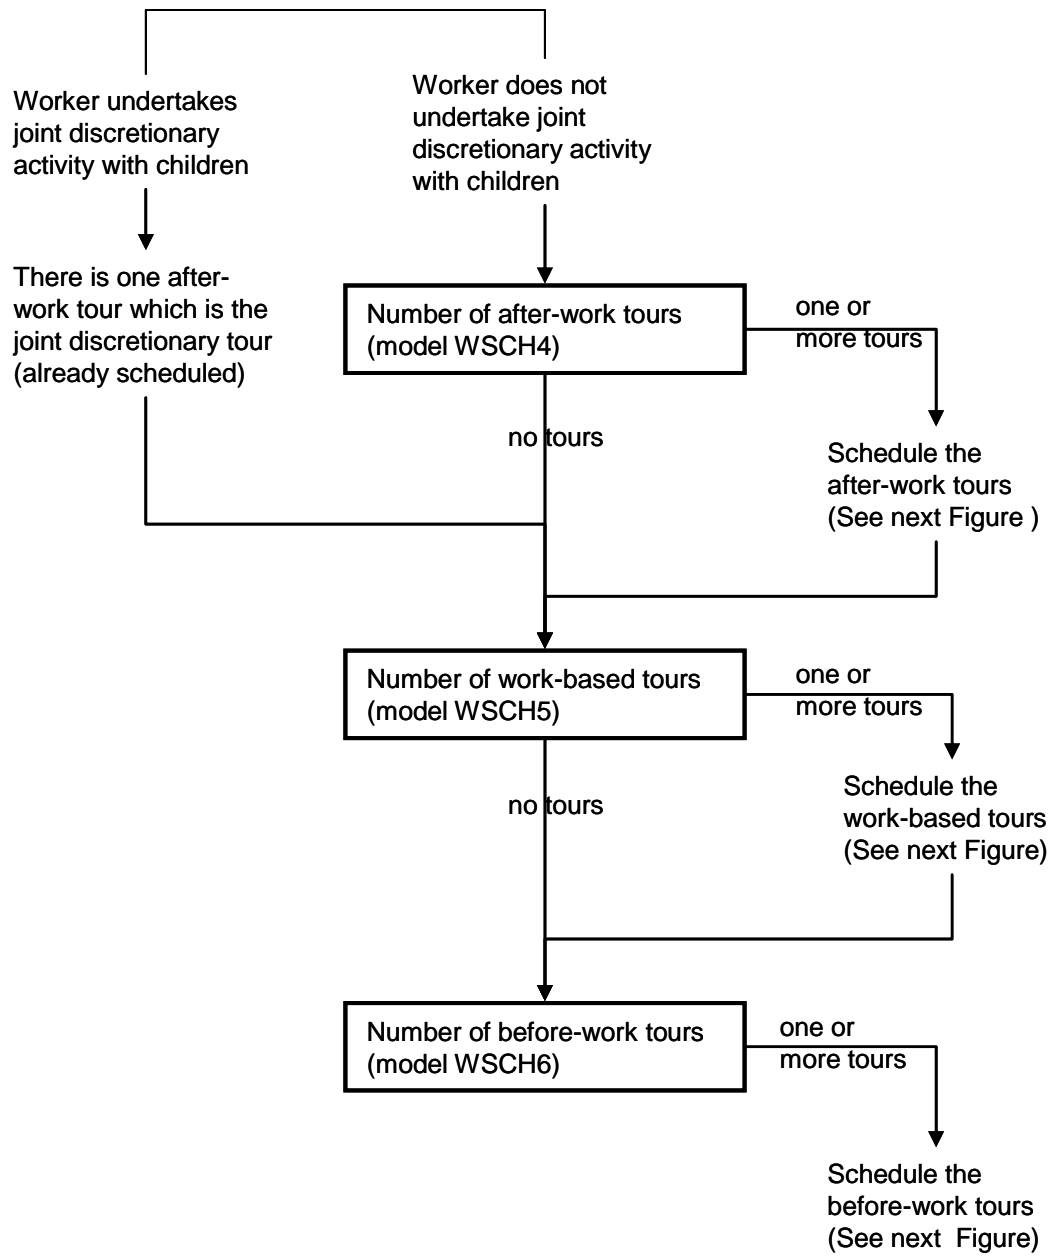 Worker undertakes
joint discretionary
activity with children
Worker does not
undertake joint
discretionary activity
with children
There is one after-
work tour which is the
joint discretionary tour
(already scheduled)
Number of after-work tours
(model WSCH4)
one or
more tours
no tours
Schedule the
after-work tours
(See next Figure )
Number of work-based tours
(model WSCH5)
one or
more tours
no tours
Schedule the
work-based tours
(See next Figure)
Number of before-work tours
(model WSCH6)
one or
more tours
Schedule the
before-work tours
(See next  Figure)